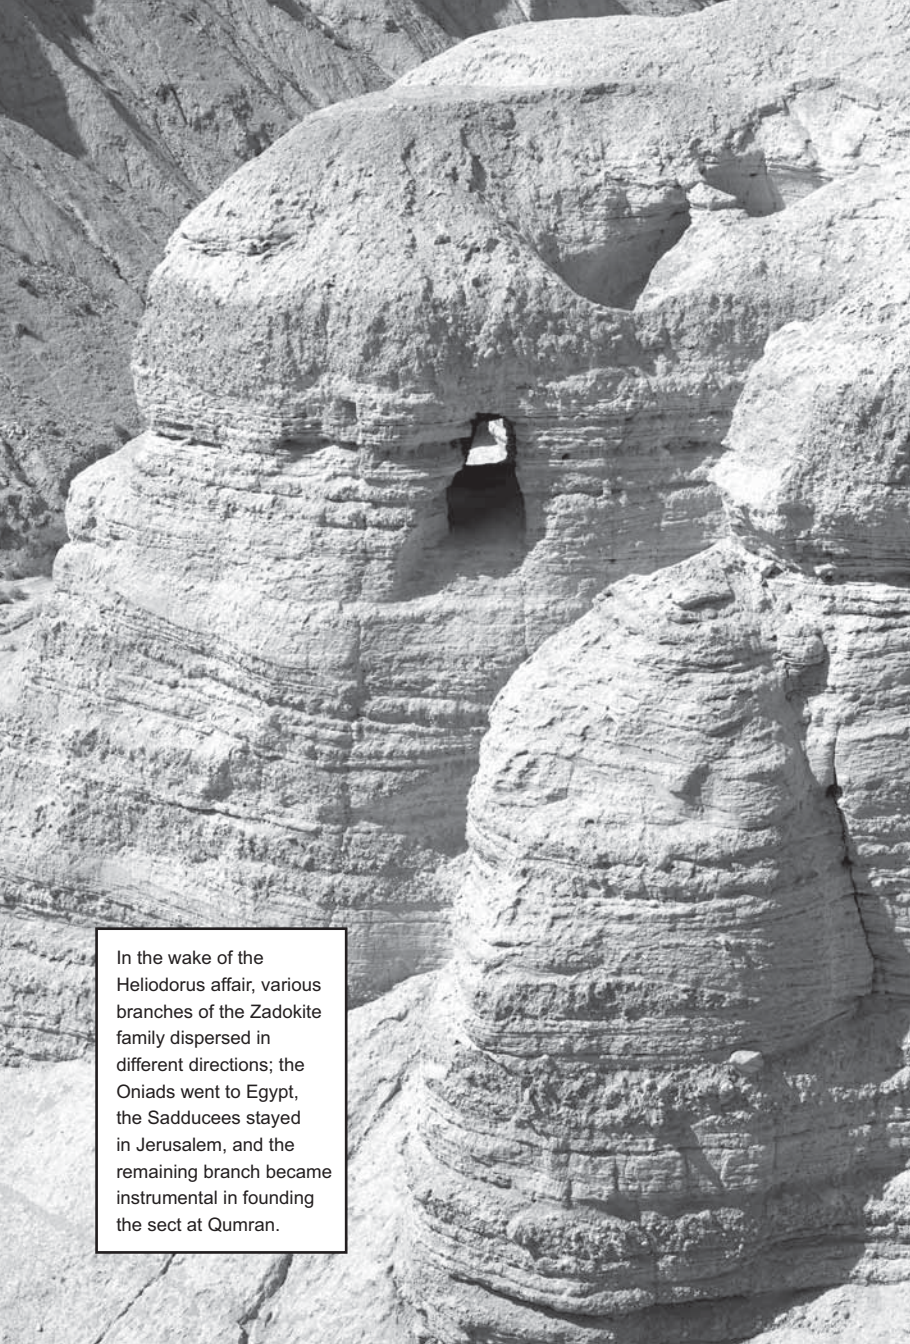 In the wake of the
Heliodorus affair, various
branches of the Zadokite
family dispersed in
different directions; the
Oniads went to Egypt,
the Sadducees stayed
in Jerusalem, and the
remaining branch became
instrumental in founding
the sect at Qumran.